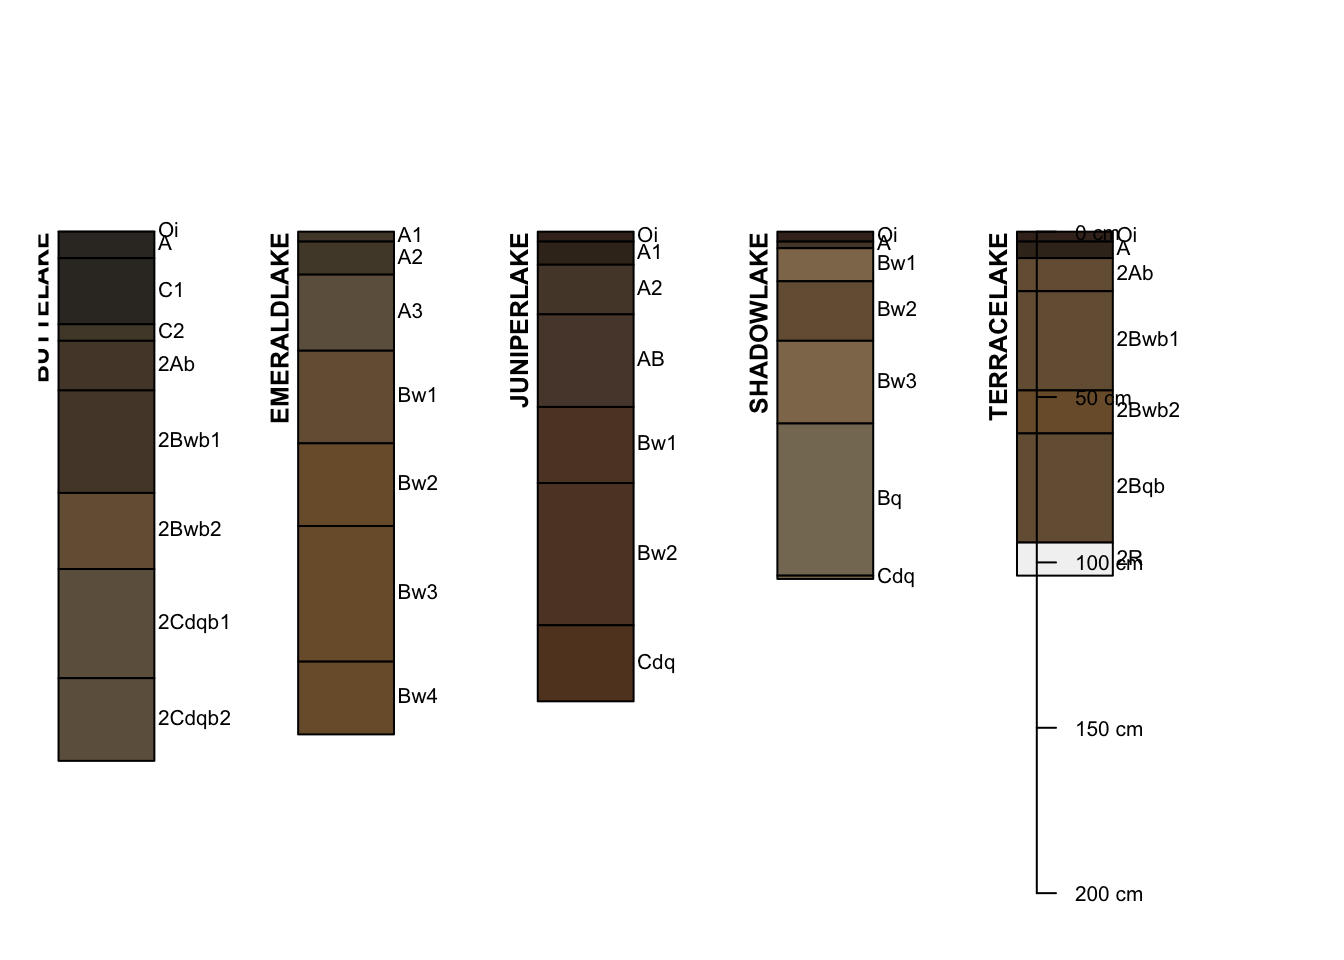 BUTTELAKE
Oi
A
C1
C2
2Ab
2Bwb1
2Bwb2
2Cdqb1
2Cdqb2
EMERALDLAKE
A1
A2
A3
Bw1
Bw2
Bw3
Bw4
JUNIPERLAKE
Oi
A1
A2
AB
Bw1
Bw2
Cdq
SHADOWLAKE
Oi
A
Bw1
Bw2
Bw3
Bq
Cdq
TERRACELAKE
Oi
A
2Ab
2Bwb1
2Bwb2
2Bqb
2R
0 cm
50 cm
100 cm
150 cm
200 cm